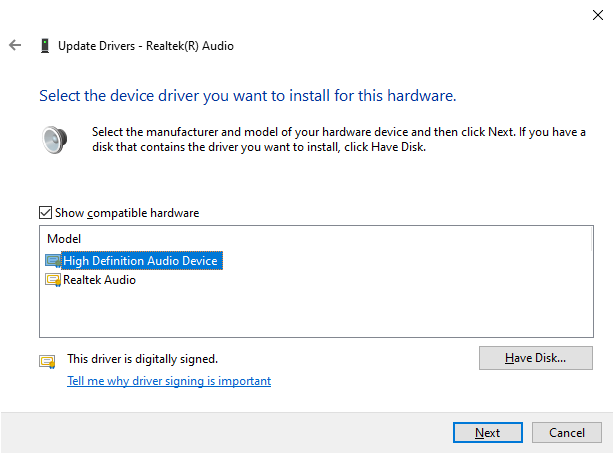 Update Drivers - Realtek(R) Audio
Select the device driver you want to install for this hardware.
Select the manufacturer and model of your hardware device and then click Next. If you have a
disk that contains the driver you want to install, click Have Disk.
Show compatible hardware
Model
High Definition Audio Device
Realtek Audio
This driver is digitally signed.
Have Disk...
Tell me why driver signing is important
Next
Cancel